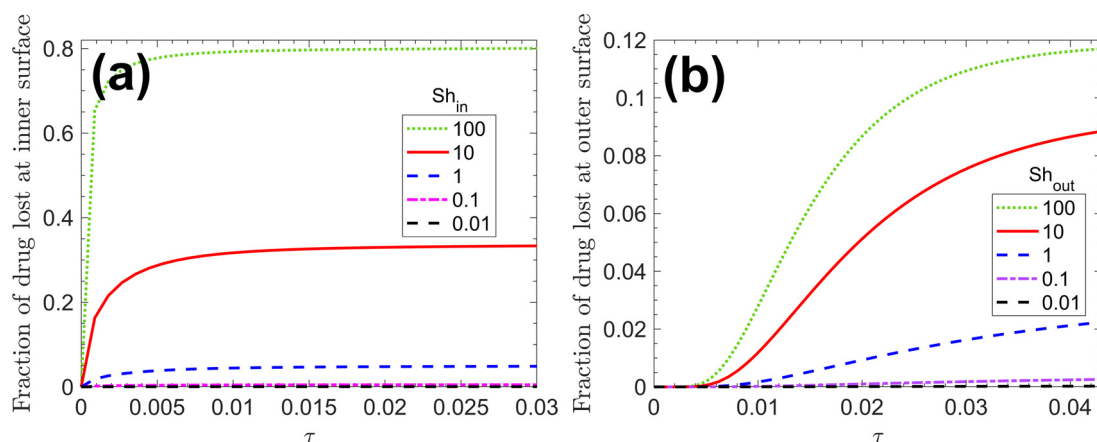 (a)
Fraction of drug lost at inner surface
0.8
0.6
0.4
0.2
0
0 0.005 0.01 0.015 0.02 0.025 0.03
τ
Sh_in
100
10
1
0.1
0.01
(b)
Fraction of drug lost at outer surface
0.12
0.1
0.08
0.06
0.04
0.02
0
0 0.01 0.02 0.03 0.04
τ
Sh_out
100
10
1
0.1
0.01